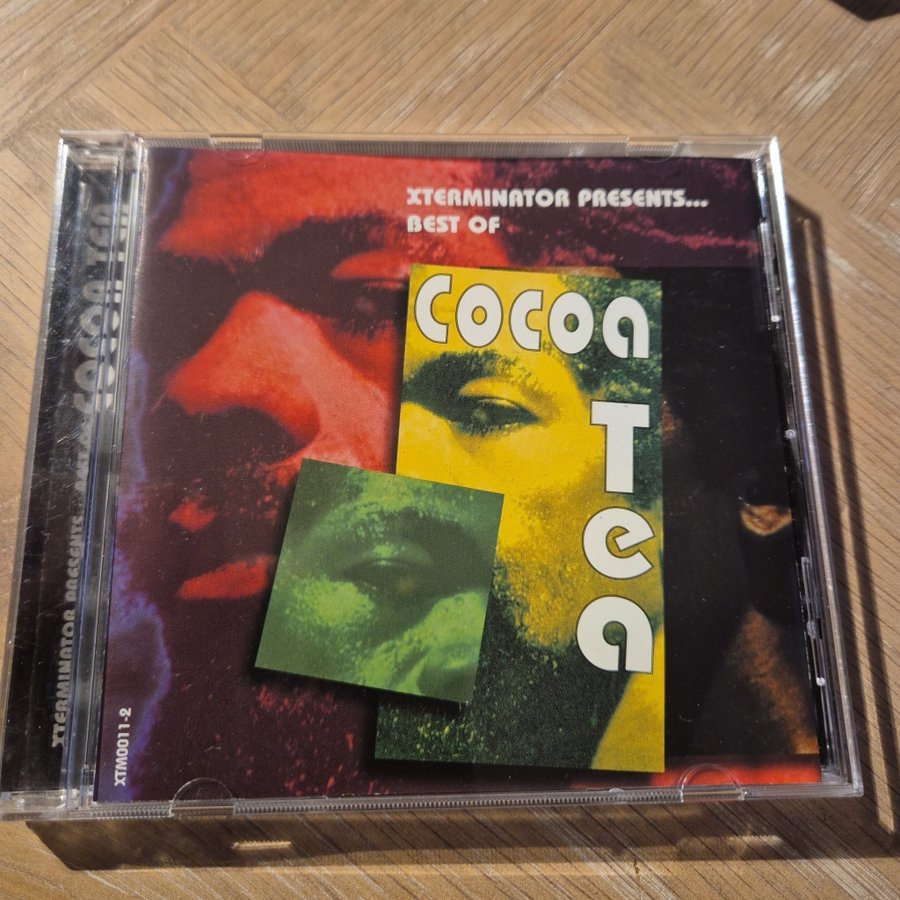 XTERMINATOR PRESENTS...
BEST OF
COCOA
Tea
XTM0011-2
XTERMINATOR PRESENTS
COCOA TEA